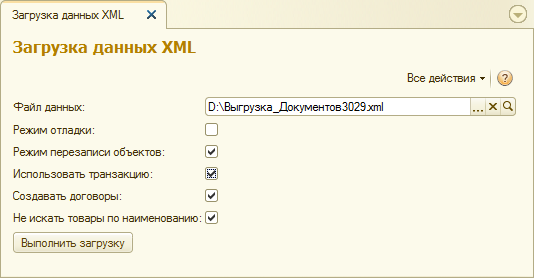 Загрузка данных XML
Загрузка данных XML
Все действия
Файл данных: D:\Выгрузка_Документов3029.xml ...
Режим отладки:
Режим перезаписи объектов:
Использовать транзакцию:
Создавать договоры:
Не искать товары по наименованию:
Выполнить загрузку